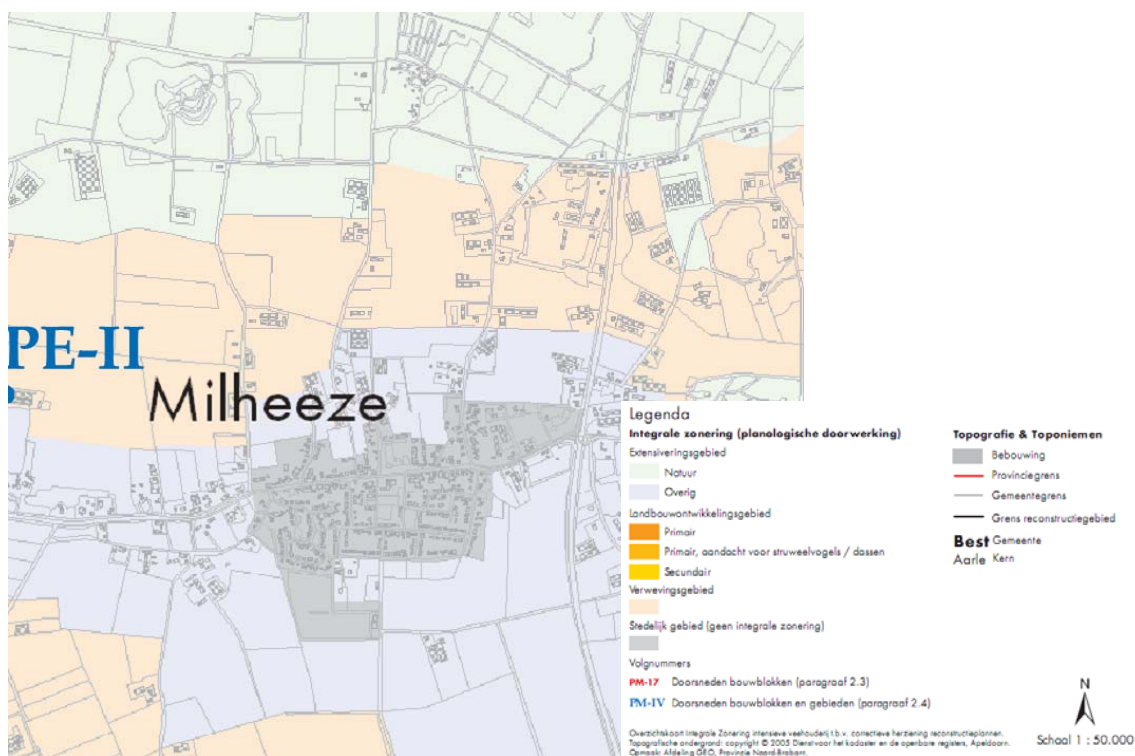 PE-II
Milheeze
Legenda
Integrale zonering (planologische doorwerking)
Extensiveringsgebied
Natuur
Overig
Landbouwontwikkelingsgebied
Primair
Primair, aandacht voor struweelvogels / dassen
Secundair
Verwevingsgebied
Stedelijk gebied (geen integrale zonering)
Volgnummers
PM-17 Doorsneden bouwblokken (paragraaf 2.3)
PM-IV Doorsneden bouwblokken en gebieden (paragraaf 2.4)
Overzichtskaart Integrale Zonering intensieve veehouderij t.b.v. correctieve herziening reconstructieplannen.
Topografische ondergrond: copyright © 2005 Dienst voor het kadaster en de openbare registers, Apeldoorn.
Opmaak: Afdeling GEO, Provincie Noord-Brabant.
Topografie & Toponiemen
Bebouwing
Provinciegrens
Gemeentegrens
Grens reconstructiegebied
Best Gemeente
Aarle Kern
N
Schaal 1 : 50.000